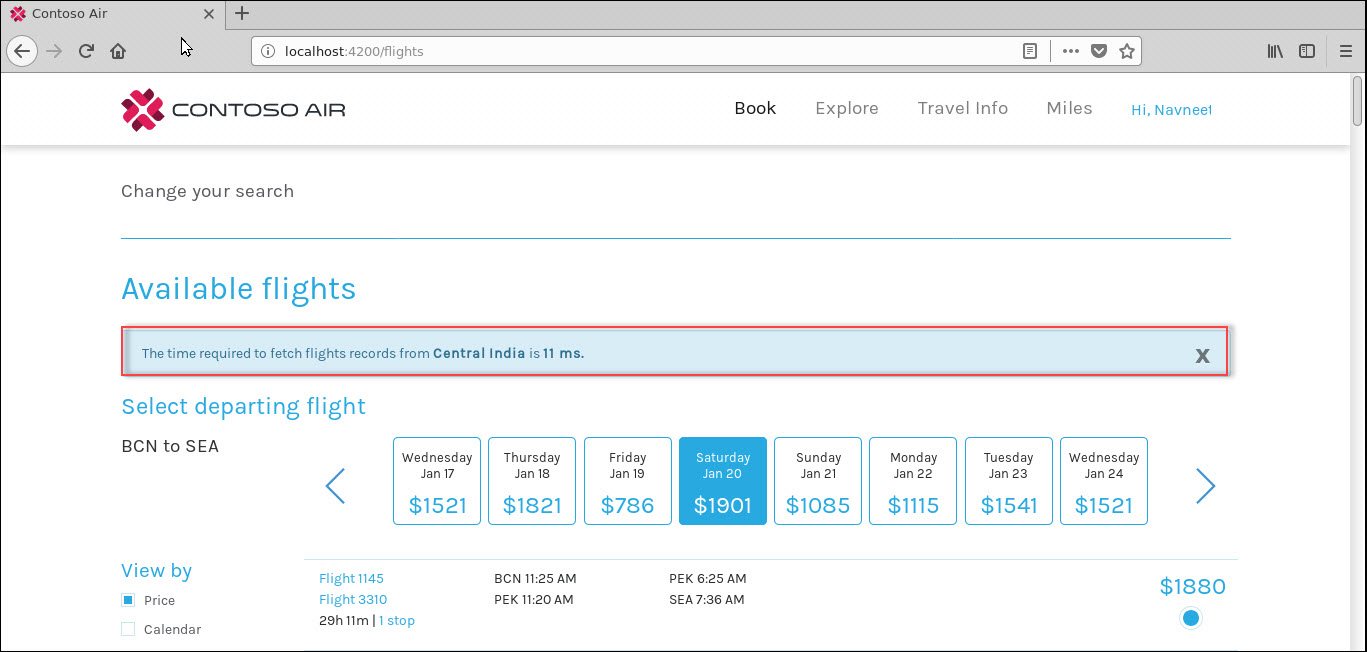 Contoso Air
localhost:4200/flights
CONTOSO AIR
Book Explore Travel Info Miles Hi, Navneet
Change your search
Available flights
The time required to fetch flights records from Central India is 11 ms.
X
Select departing flight
BCN to SEA
Wednesday Thursday Friday Saturday Sunday Monday Tuesday Wednesday
Jan 17 Jan 18 Jan 19 Jan 20 Jan 21 Jan 22 Jan 23 Jan 24
$1521 $1821 $786 $1901 $1085 $1115 $1541 $1521
View by
Price
Calendar
Flight 1145 BCN 11:25 AM PEK 6:25 AM
Flight 3310 PEK 11:20 AM SEA 7:36 AM
29h 11m | 1 stop
$1880